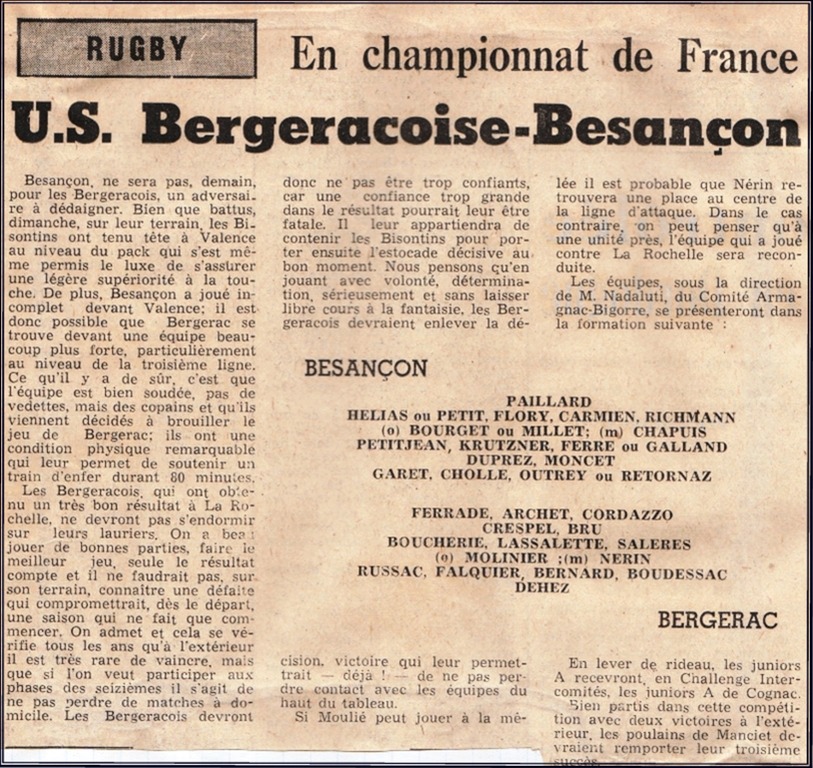 RUGBY
En championnat de France
U.S. Bergeracoise-Besançon
Besançon, ne sera pas, demain,
pour les Bergeracois, un adversai-
re à dédaigner. Bien que battus,
dimanche, sur leur terrain, les Bi-
sontins ont tenu tête à Valence
au niveau du pack qui s'est mê-
me permis le luxe de s'assurer
une légère supériorité à la tou-
che. De plus, Besançon a joué in-
complet devant Valence; il est
donc possible que Bergerac se
trouve devant une équipe beau-
coup plus forte, particulièrement
au niveau de la troisième ligne.
Ce qu'il y a de sûr, c'est que
l'équipe est bien soudée, pas de
vedettes, mais des copains et qu'ils
viennent décidés à brouiller le
jeu de Bergerac; ils ont une
condition physique remarquable
qui leur permet de soutenir un
train d'enfer durant 80 minutes.
Les Bergeracois, qui ont obte-
nu un très bon résultat à La Ro-
chelle, ne devront pas s'endormir
sur leurs lauriers. On a beau
jouer de bonnes parties, faire le
meilleur jeu, seule le résultat
compte et il ne faudrait pas, sur
son terrain, connaître une défaite
qui compromettrait, dès le départ,
une saison qui ne fait que com-
mencer. On admet et cela se vé-
rifie tous les ans qu'à l'extérieur
il est très rare de vaincre, mais
que si l'on veut participer aux
phases des seizièmes il s'agit de
ne pas perdre de matches à do-
micile. Les Bergeracois devront
donc ne pas être trop confiants,
car une confiance trop grande
dans le résultat pourrait leur être
fatale. Il leur appartiendra de
contenir les Bisontins pour por-
ter ensuite l'estocade décisive au
bon moment. Nous pensons qu'en
jouant avec volonté, détermina-
tion, sérieusement et sans laisser
libre cours à la fantaisie, les Ber-
geracois devraient enlever la dé-
cision, victoire qui leur permet-
trait — déjà ! — de ne pas per-
dre contact avec les équipes du
haut du tableau.
Si Moulié peut jouer à la mê-
lée il est probable que Nérin re-
trouvera une place au centre de
la ligne d'attaque. Dans le cas
contraire, on peut penser qu'à
une unité près, l'équipe qui a joué
contre La Rochelle sera recon-
duite.
Les équipes, sous la direction
de M. Nadaluti, du Comité Arma-
gnac-Bigorre, se présenteront dans
la formation suivante :
BESANÇON
PAILLARD
HELIAS ou PETIT, FLORY, CARMIEN, RICHMANN
(o) BOURGET ou MILLET; (m) CHAPUIS
PETITJEAN, KRUTZNER, FERRE ou GALLAND
DUPREZ, MONCET
GARET, CHOLLE, OUTREY ou RETORNAZ
FERRADE, ARCHET, CORDAZZO
CRESPEL, BRU
BOUCHERIE, LASSALETTE, SALERES
(o) MOLINIER ;(m) NERIN
RUSSAC, FALQUIER, BERNARD, BOUDESSAC
DEHEZ
BERGERAC
En lever de rideau, les juniors
A recevront, en Challenge Inter-
comités, les juniors A de Cognac.
Bien partis dans cette compéti-
tion avec deux victoires à l'exté-
rieur, les poulains de Manciet de-
vraient remporter leur troisième
succès.